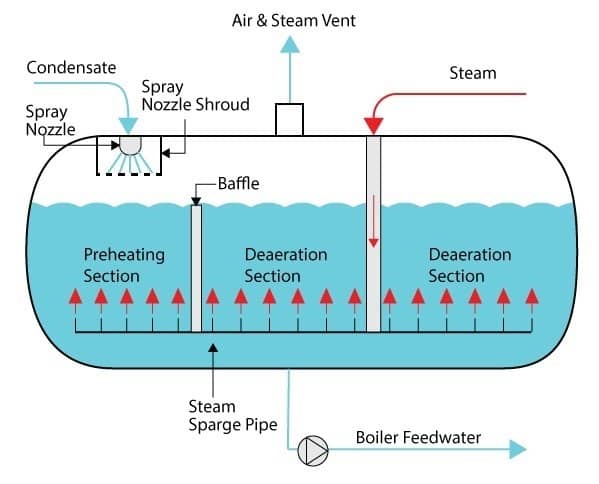 Air & Steam Vent
Condensate
Steam
Spray
Nozzle Shroud
Spray
Nozzle
Baffle
Preheating
Section
Deaeration
Section
Deaeration
Section
Steam
Sparge Pipe
Boiler Feedwater